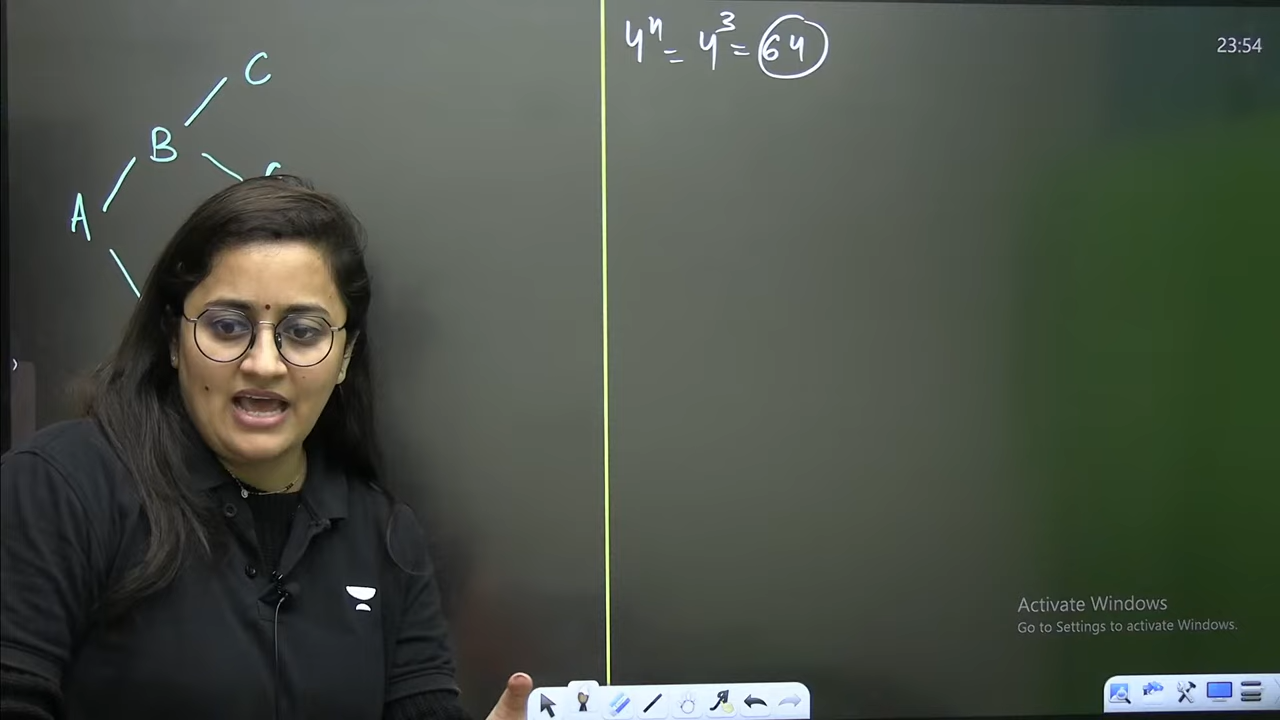 4ⁿ = 4³ = 64
23:54
C
B
A
Activate Windows
Go to Settings to activate Windows.